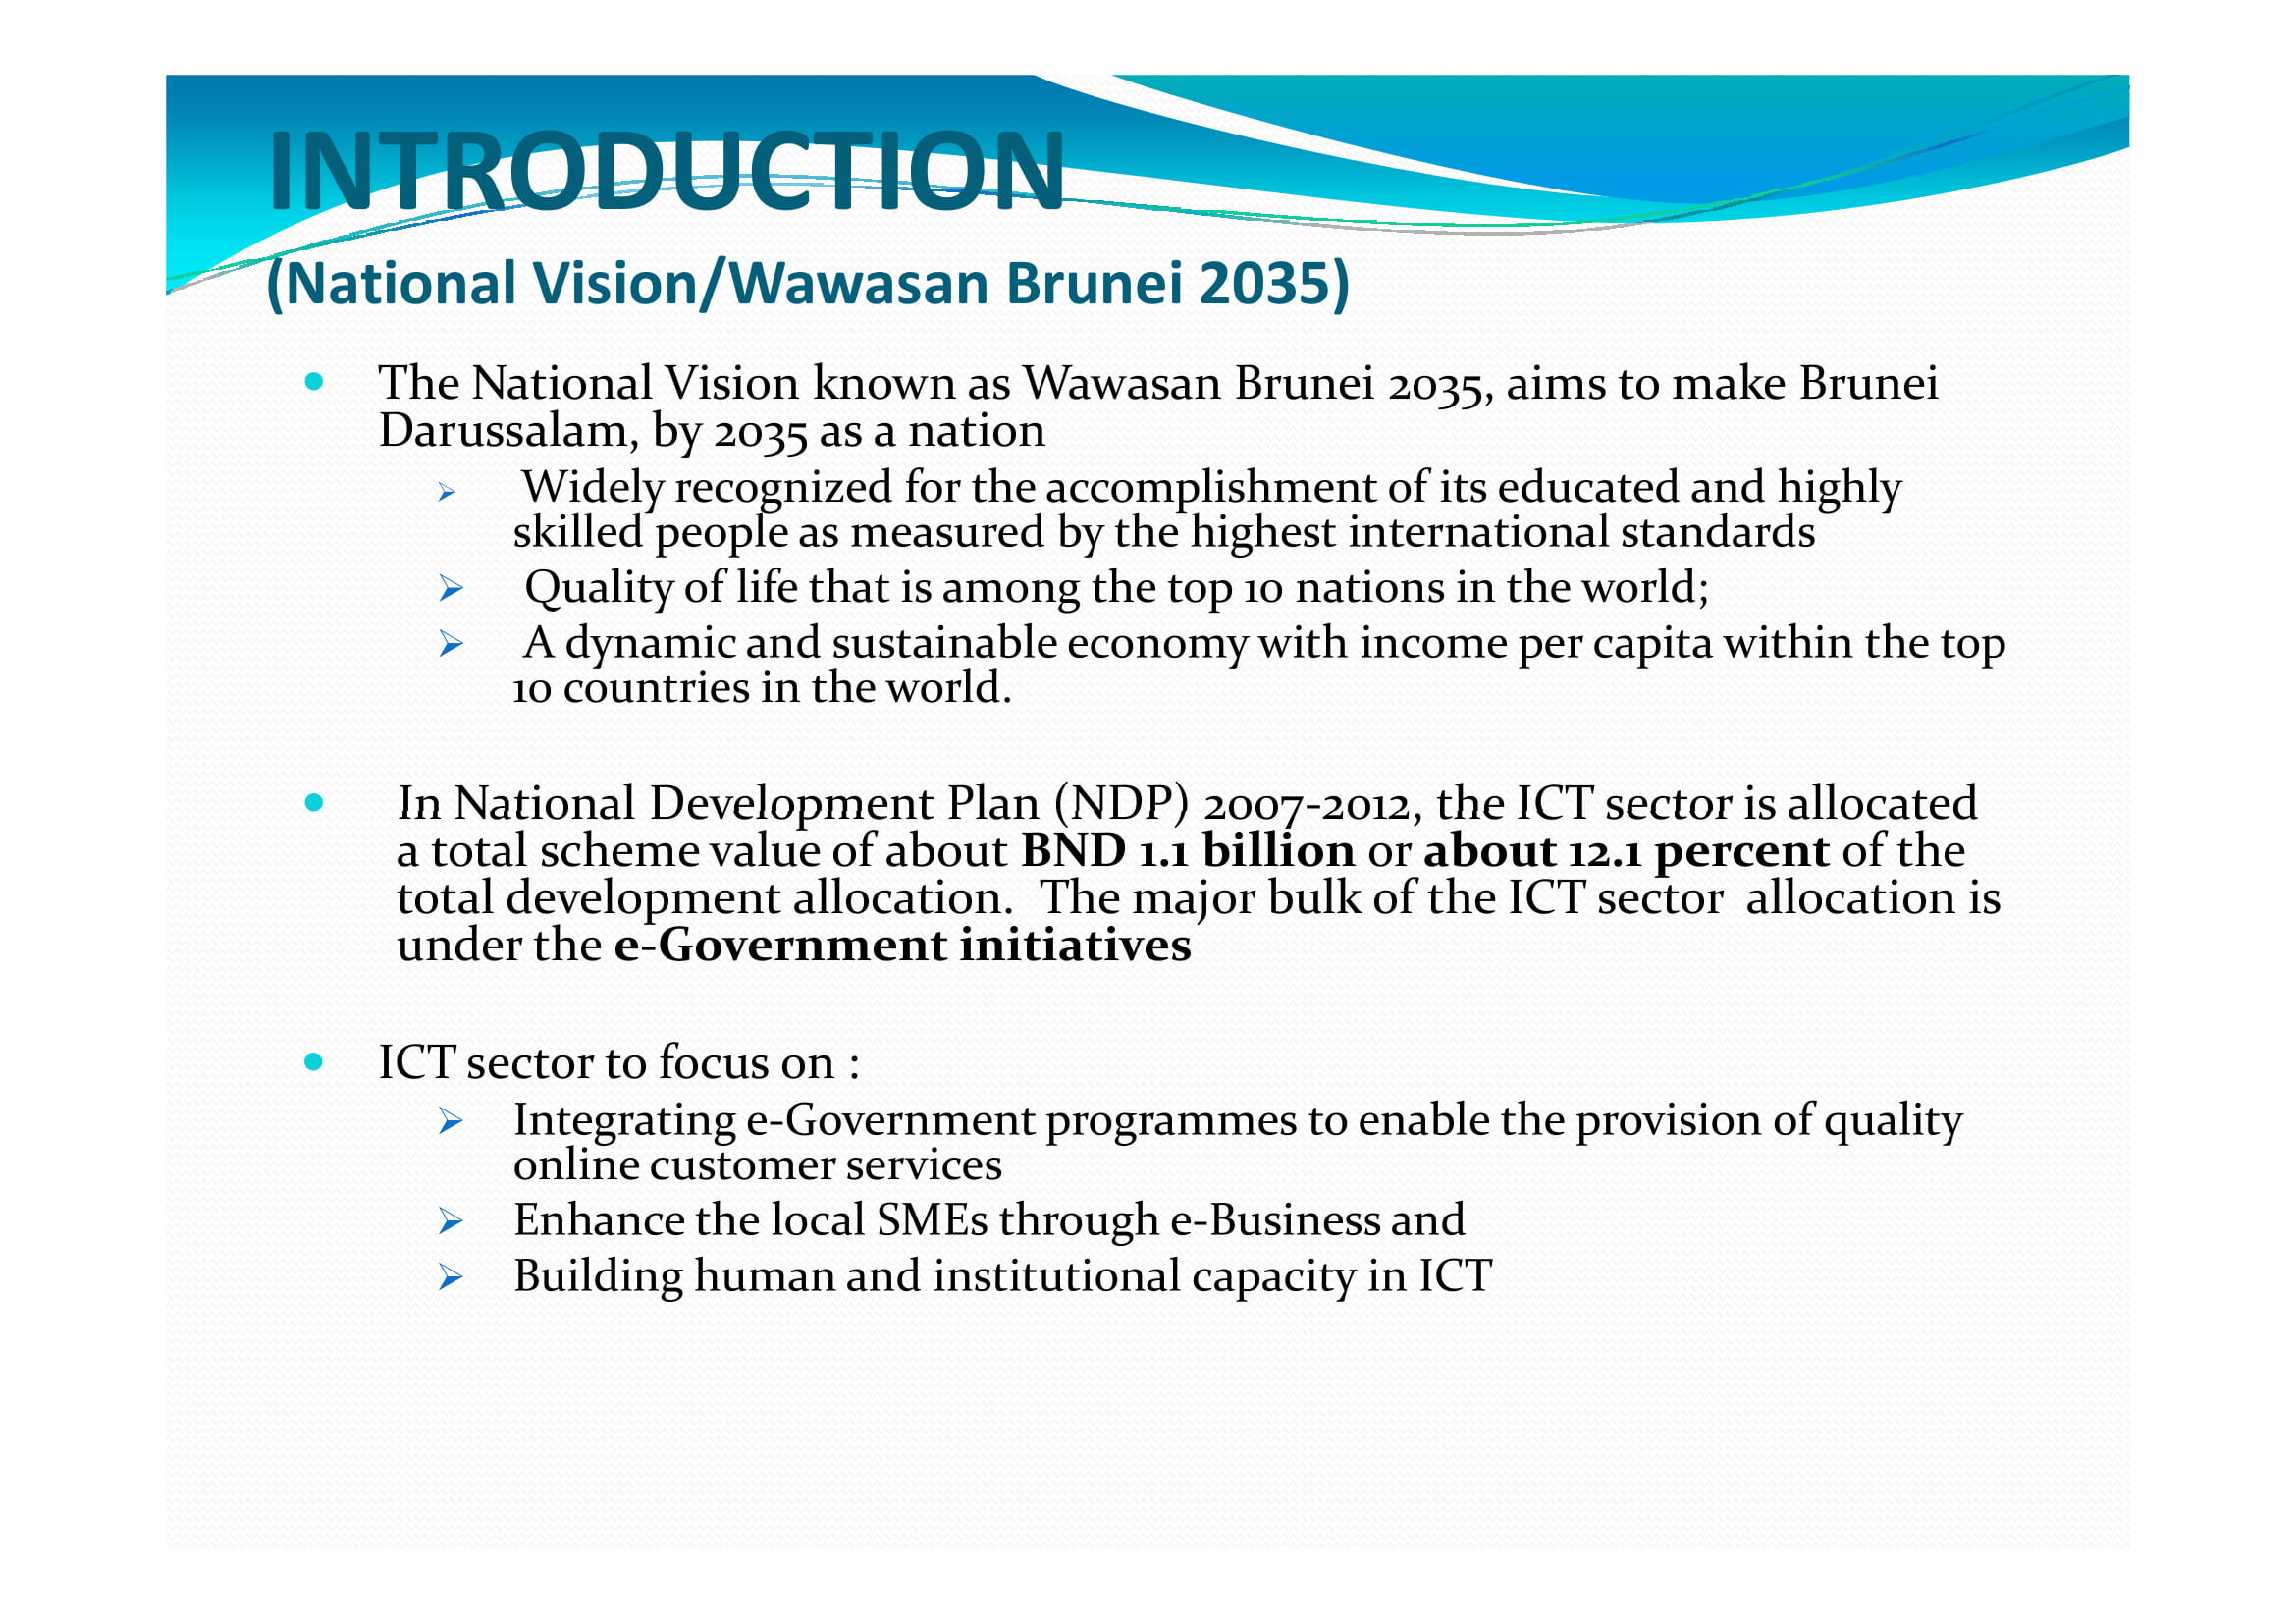 INTRODUCTION
(National Vision/Wawasan Brunei 2035)
The National Vision known as Wawasan Brunei 2035, aims to make Brunei
Darussalam, by 2035 as a nation
Widely recognized for the accomplishment of its educated and highly
skilled people as measured by the highest international standards
Quality of life that is among the top 10 nations in the world;
A dynamic and sustainable economy with income per capita within the top
10 countries in the world.
In National Development Plan (NDP) 2007-2012, the ICT sector is allocated
a total scheme value of about BND 1.1 billion or about 12.1 percent of the
total development allocation. The major bulk of the ICT sector allocation is
under the e-Government initiatives
ICT sector to focus on :
Integrating e-Government programmes to enable the provision of quality
online customer services
Enhance the local SMEs through e-Business and
Building human and institutional capacity in ICT